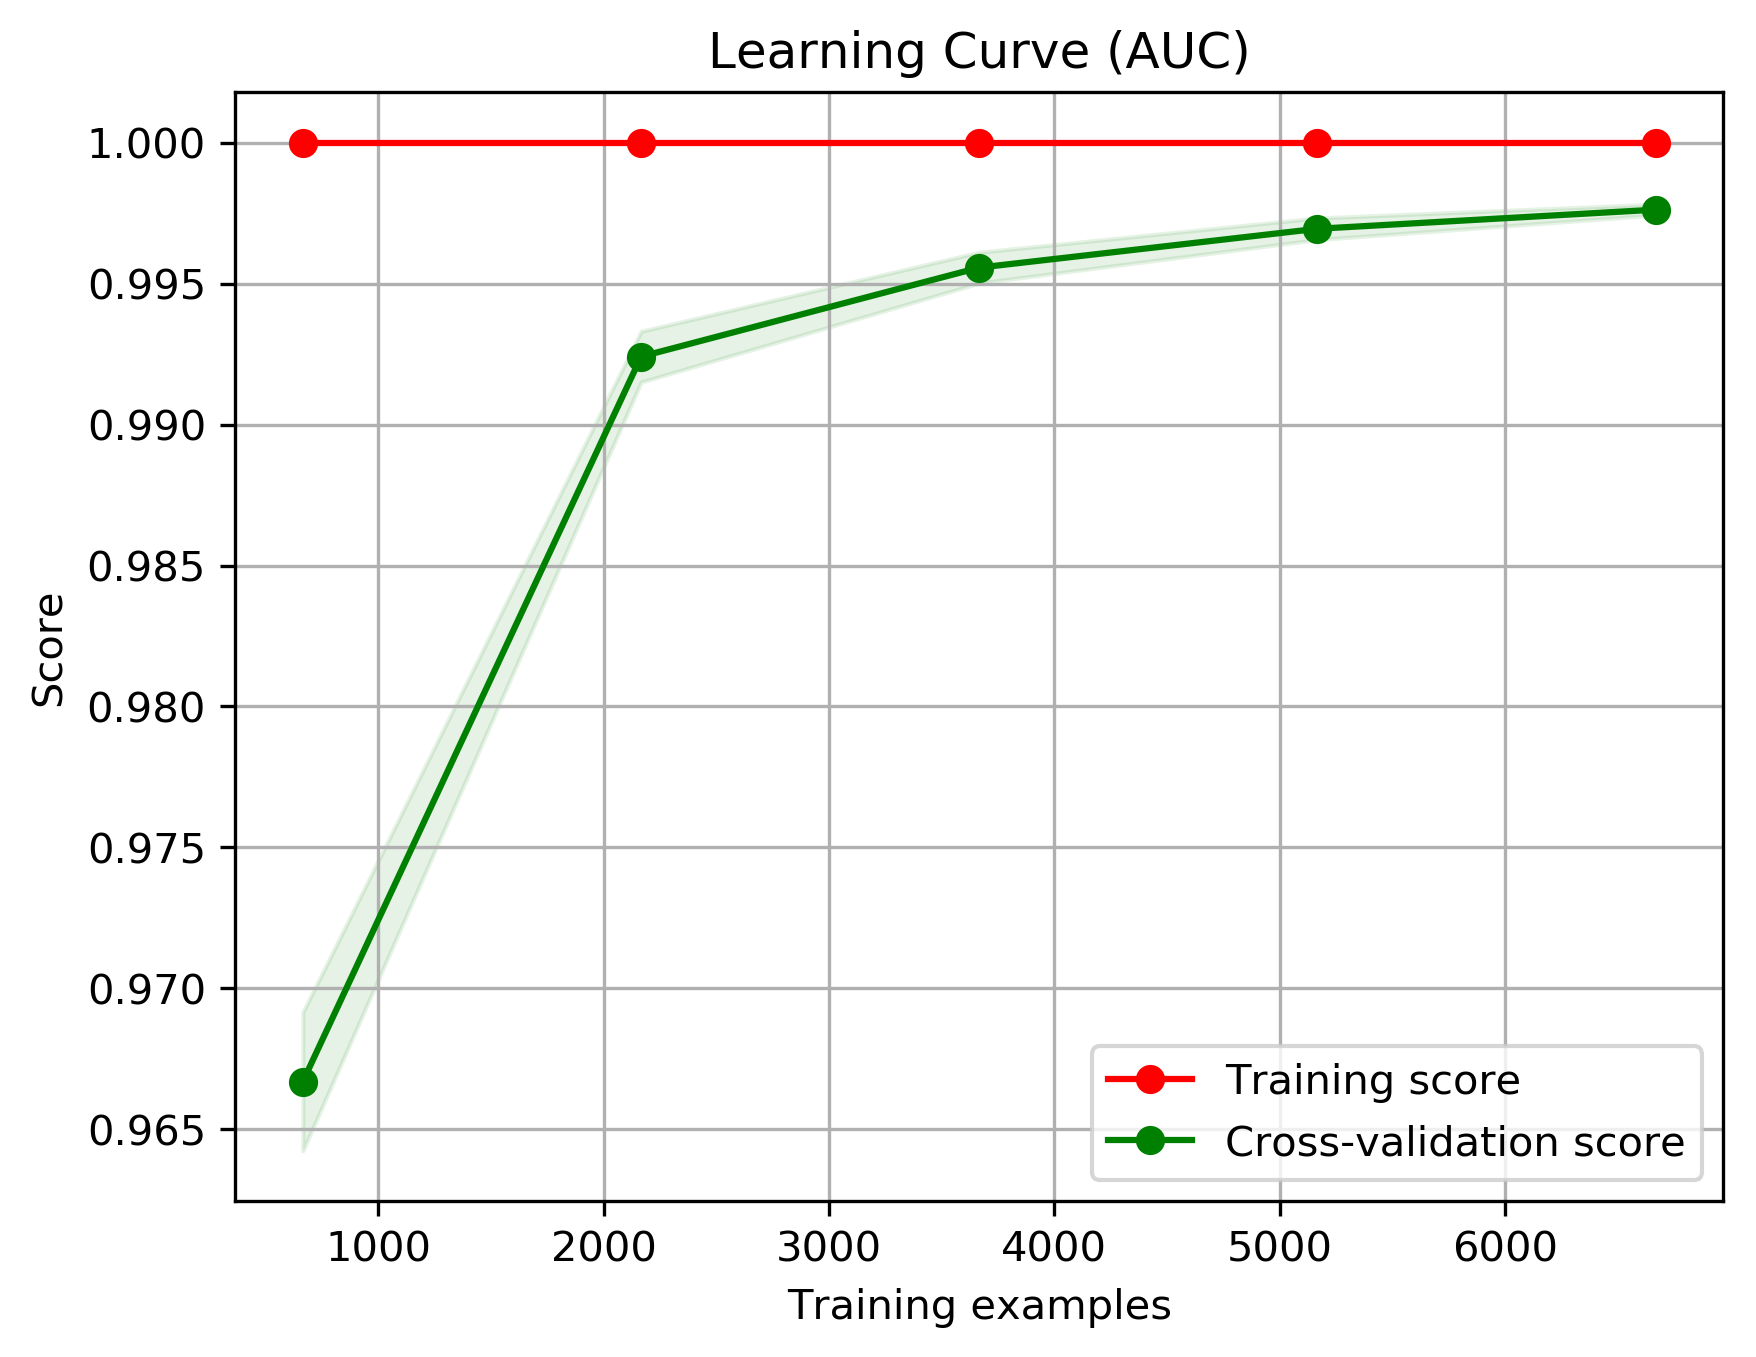 Learning Curve (AUC)
1.000
0.995
0.990
0.985
0.980
0.975
0.970
0.965
Score
Training score
Cross-validation score
1000 2000 3000 4000 5000 6000
Training examples